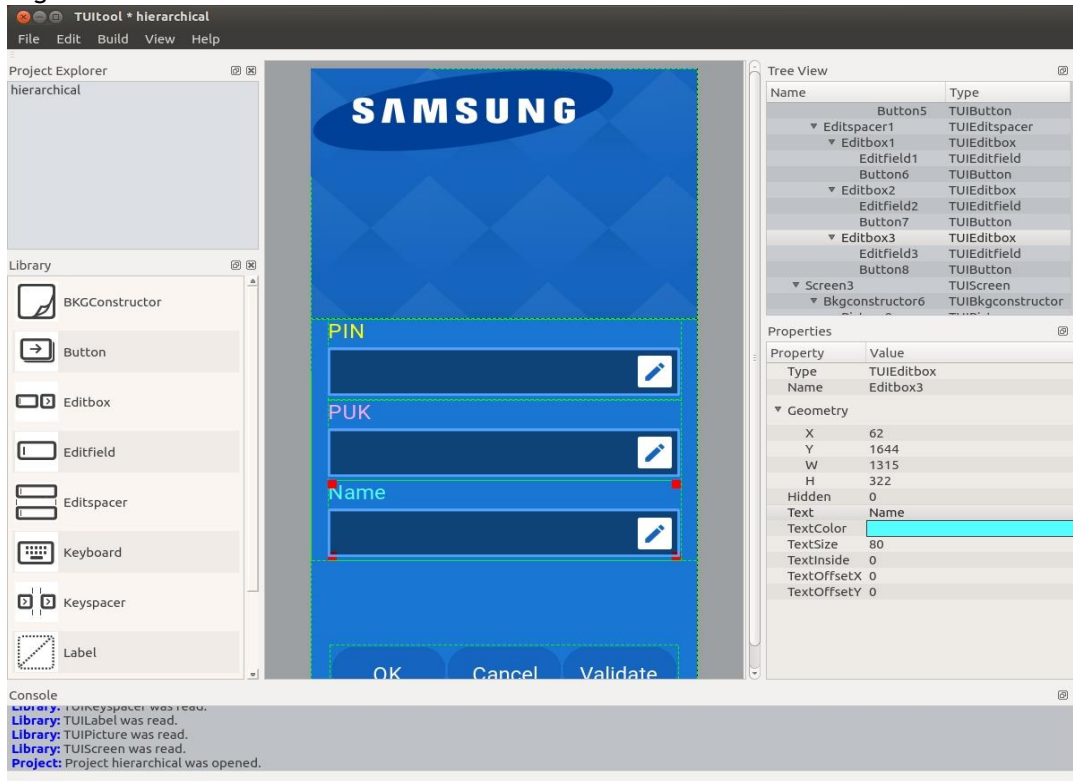 TUItool * hierarchical
File Edit Build View Help
Project Explorer
hierarchical
Library
BKGConstructor
Button
Editbox
Editfield
Editspacer
Keyboard
Keyspacer
Label
SAMSUNG
PIN
PUK
Name
OK Cancel Validate
Tree View
Name Type
Button5 TUIButton
Editspacer1 TUIEditspacer
Editbox1 TUIEditbox
Editfield1 TUIEditfield
Button6 TUIButton
Editbox2 TUIEditbox
Editfield2 TUIEditfield
Button7 TUIButton
Editbox3 TUIEditbox
Editfield3 TUIEditfield
Button8 TUIButton
Screen3 TUIScreen
Bkgconstructor6 TUIBkgconstructor
Properties
Property Value
Type TUIEditbox
Name Editbox3
Geometry
X 62
Y 1644
W 1315
H 322
Hidden 0
Text Name
TextColor
TextSize 80
TextInside 0
TextOffsetX 0
TextOffsetY 0
Console
Library: TUIKeyspacer was read.
Library: TUILabel was read.
Library: TUIPicture was read.
Library: TUIScreen was read.
Project: Project hierarchical was opened.